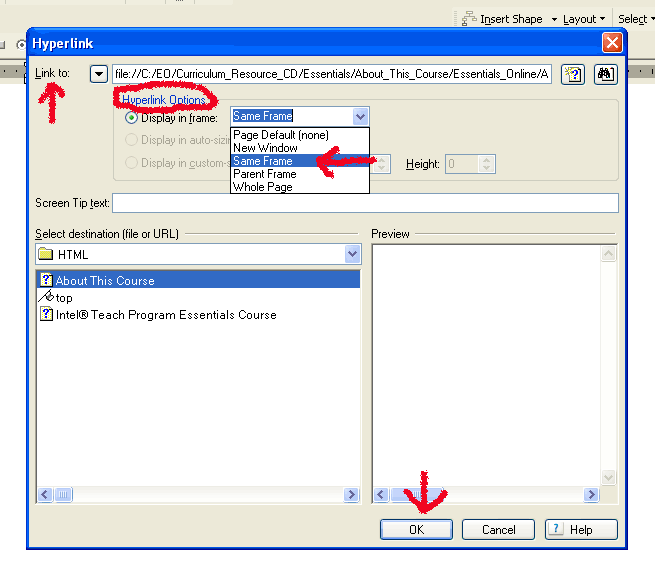 Insert Shape Layout Select
Hyperlink
Link to: file://C:/EO/Curriculum_Resource_CD/Essentials/About_This_Course/Essentials_Online/A
Hyperlink Options
Display in frame: Same Frame
Page Default (none)
Display in auto-sizin
New Window
Same Frame
Display in custom-s Height: 0
Parent Frame
Whole Page
Screen Tip text:
Select destination (file or URL) Preview
HTML
About This Course
top
Intel® Teach Program Essentials Course
OK Cancel ? Help